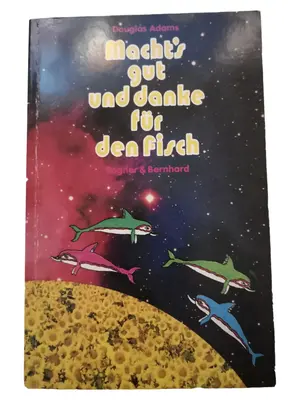 Douglas Adams
Macht's
gut
und danke
für
den Fisch
Rogner & Bernhard